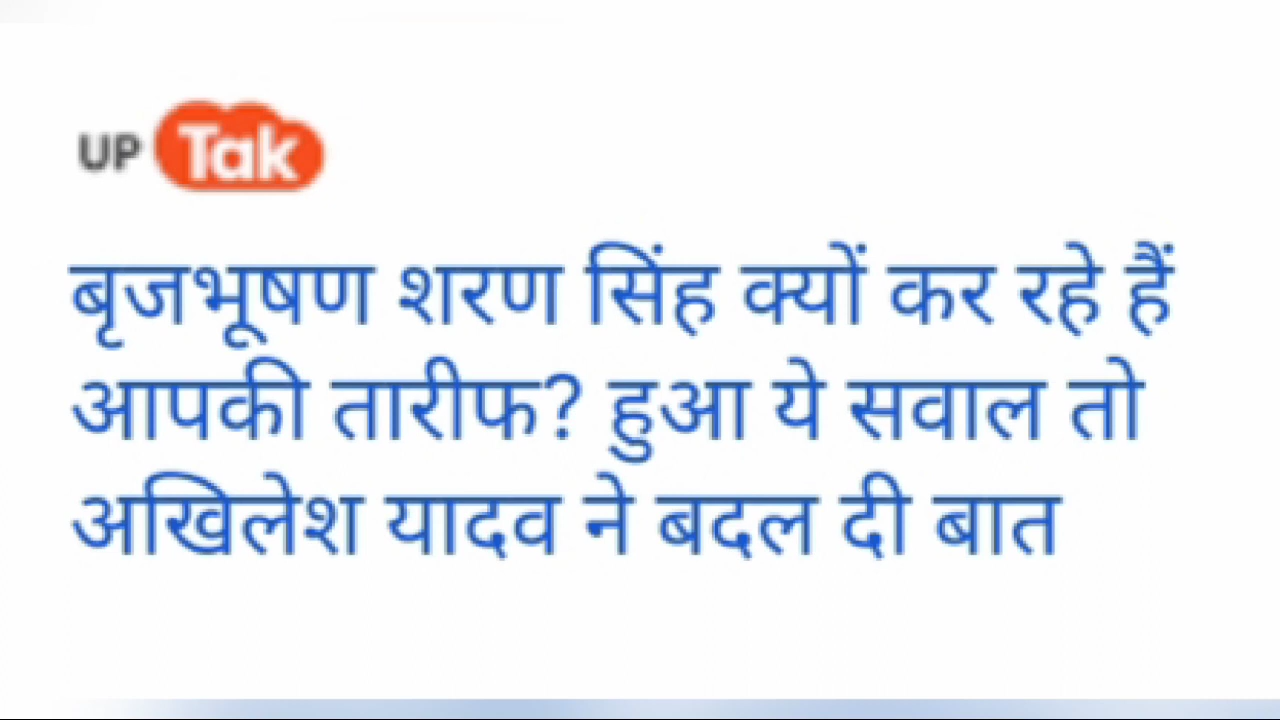 UP Tak
बृजभूषण शरण सिंह क्यों कर रहे हैं
आपकी तारीफ? हुआ ये सवाल तो
अखिलेश यादव ने बदल दी बात